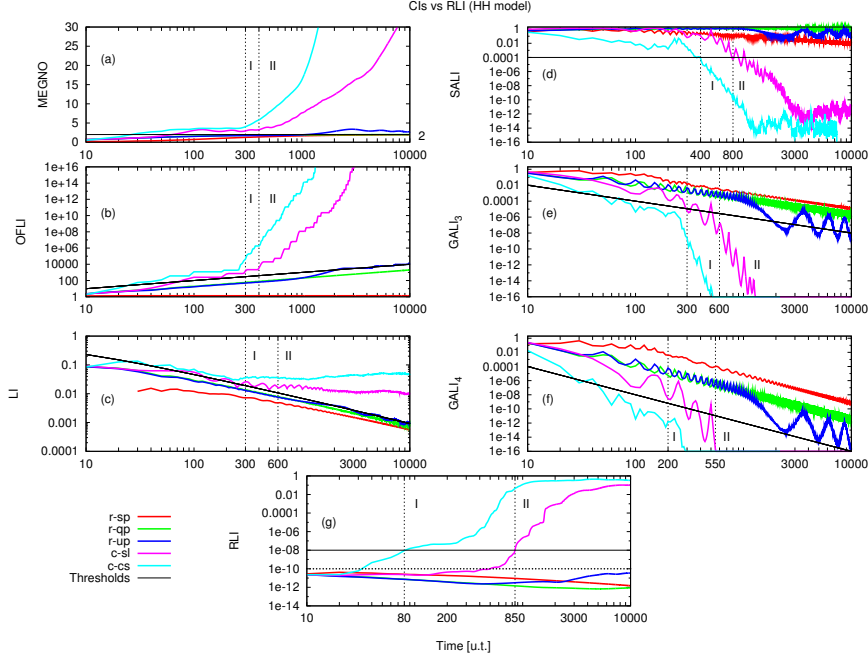 CIs vs RLI (HH model)
30
25
20
15
10
5
0
MEGNO
(a)
I
II
2
10
100
300
1000
10000
1
0.01
0.0001
1e-06
1e-08
1e-10
1e-12
1e-14
1e-16
SALI
(d)
I
II
10
100
400
800
3000
10000
1e+16
1e+14
1e+12
1e+10
1e+08
1e+06
10000
100
1
OFLI
(b)
I
II
10
100
300
1000
10000
1
0.01
0.0001
1e-06
1e-08
1e-10
1e-12
1e-14
1e-16
GALI3
(e)
I
II
10
100
300
600
3000
10000
1
0.1
0.01
0.001
0.0001
LI
(c)
I
II
10
100
300
600
3000
10000
1
0.01
0.0001
1e-06
1e-08
1e-10
1e-12
1e-14
1e-16
GALI4
(f)
I
II
10
100
200
550
3000
10000
r-sp
r-qp
r-up
c-sl
c-cs
Thresholds
1
0.01
0.0001
1e-06
1e-08
1e-10
1e-12
1e-14
RLI
(g)
I
II
10
80
100
850
3000
10000
Time [u.t.]